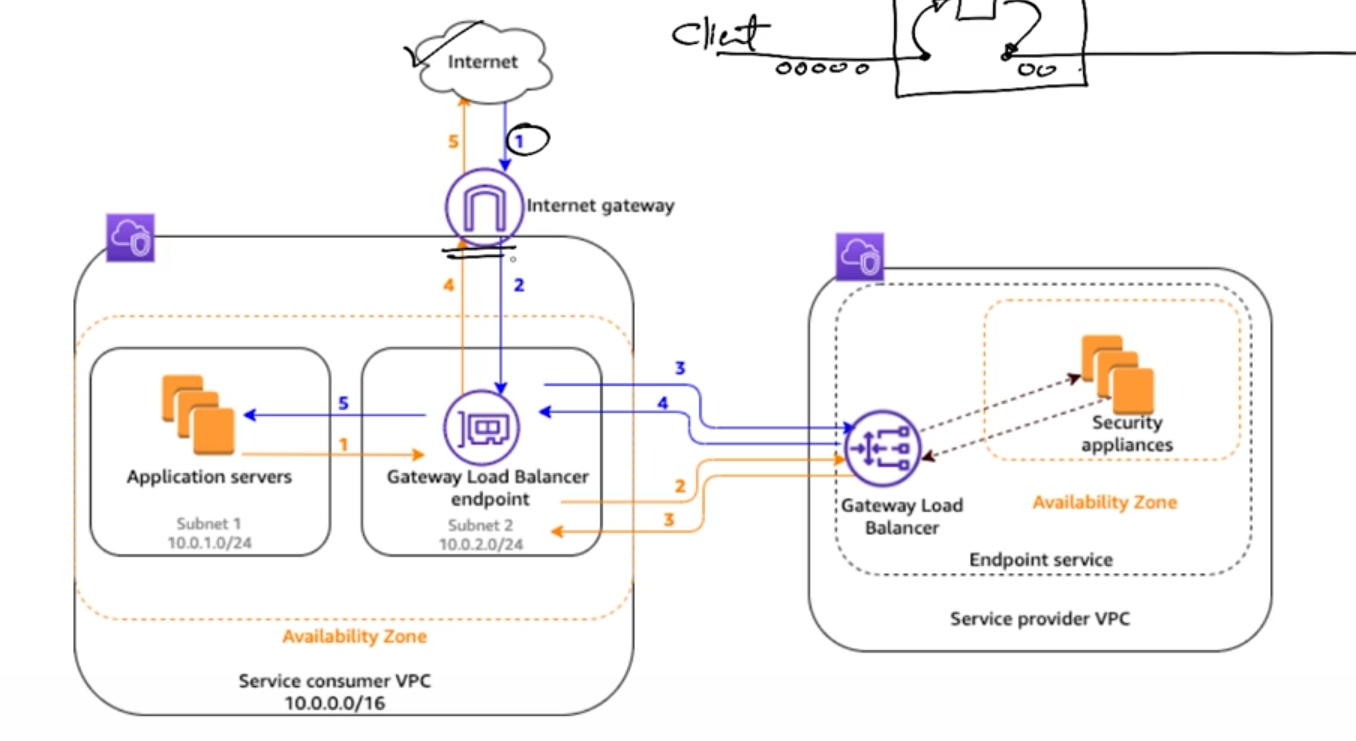 Client
Internet
ooooo
oo
5
1
Internet gateway
4
2
3
4
5
1
Application servers
Subnet 1
10.0.1.0/24
Gateway Load Balancer
endpoint
Subnet 2
10.0.2.0/24
2
3
Security
appliances
Gateway Load
Balancer
Availability Zone
Endpoint service
Service provider VPC
Availability Zone
Service consumer VPC
10.0.0.0/16